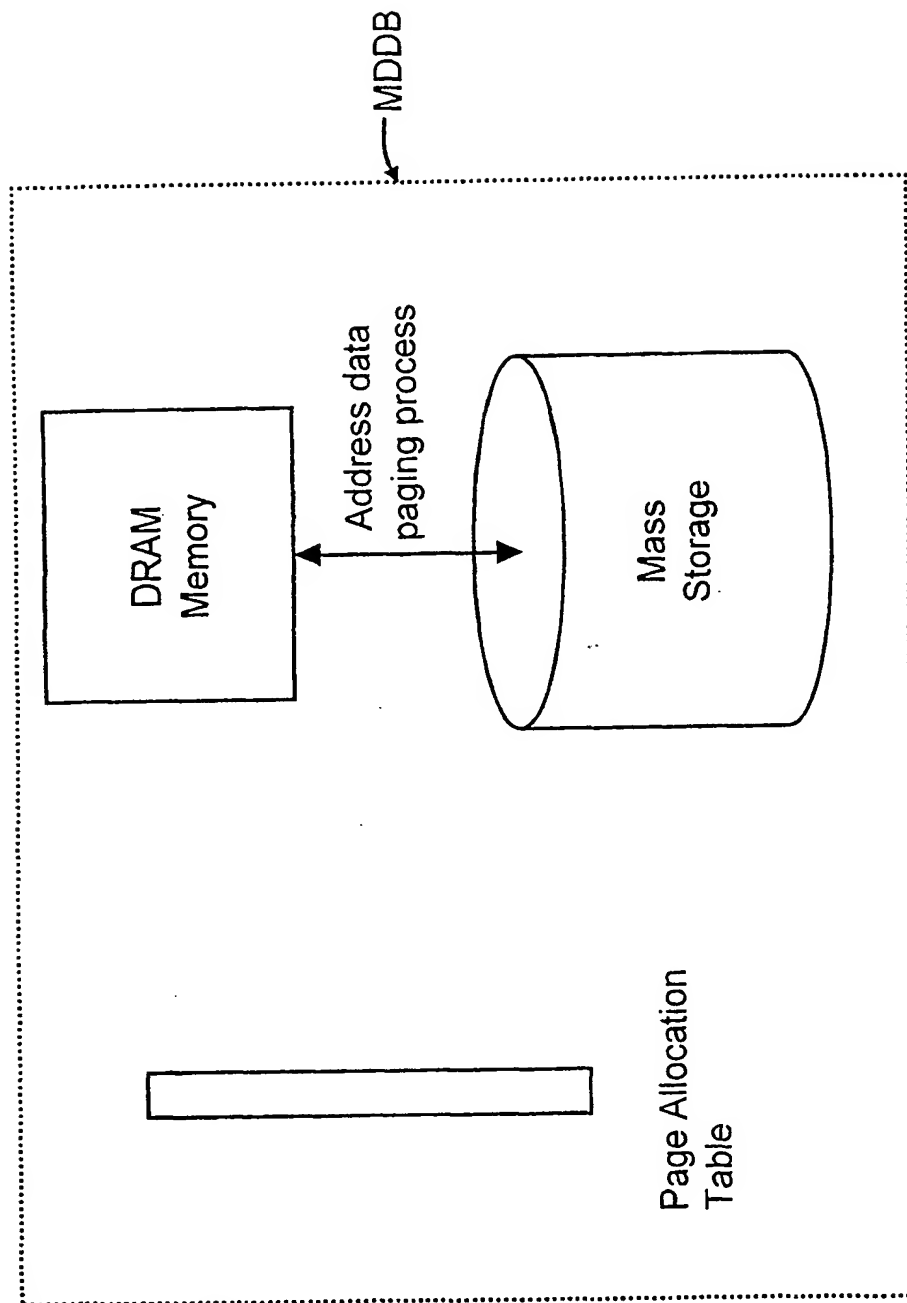 MDDB
DRAM
Memory
Address data
paging process
Mass
Storage
Page Allocation
Table